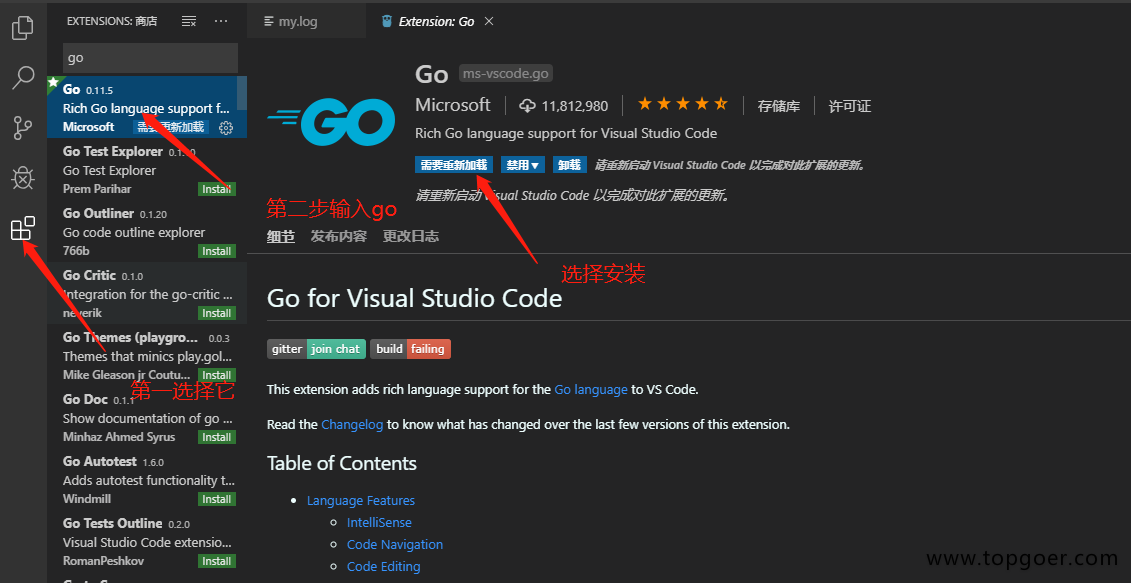 EXTENSIONS: 商店
my.log
Extension: Go
go
Go 0.11.5
Rich Go language support f...
Microsoft 需要重新加载
Go Test Explorer
Go Test Explorer
Prem Parihar Install
Go Outliner 0.1.20
Go code outline explorer
766b Install
Go Critic 0.1.0
Integration for the go-critic ...
neverik Install
Go Themes (playgro... 0.0.3
Themes that minics play.gol...
Mike Gleason jr Coutu... Install
第一选择它
Go Doc 0.1.1
Show documentation of go ...
Minhaz Ahmed Syrus Install
Go Autotest 1.6.0
Adds autotest functionality t...
Windmill Install
Go Tests Outline 0.2.0
Visual Studio Code extensio...
RomanPeshkov Install
GO
Go ms-vscode.go
Microsoft 11,812,980 存储库 许可证
Rich Go language support for Visual Studio Code
需要重新加载 禁用 卸载 请重新启动 Visual Studio Code 以完成对此扩展的更新。
请重新启动 Visual Studio Code 以完成对此扩展的更新。
第二步输入go
细节 发布内容 更改日志
选择安装
Go for Visual Studio Code
gitter join chat build failing
This extension adds rich language support for the Go language to VS Code.
Read the Changelog to know what has changed over the last few versions of this extension.
Table of Contents
Language Features
IntelliSense
Code Navigation
Code Editing
www.topgoer.com